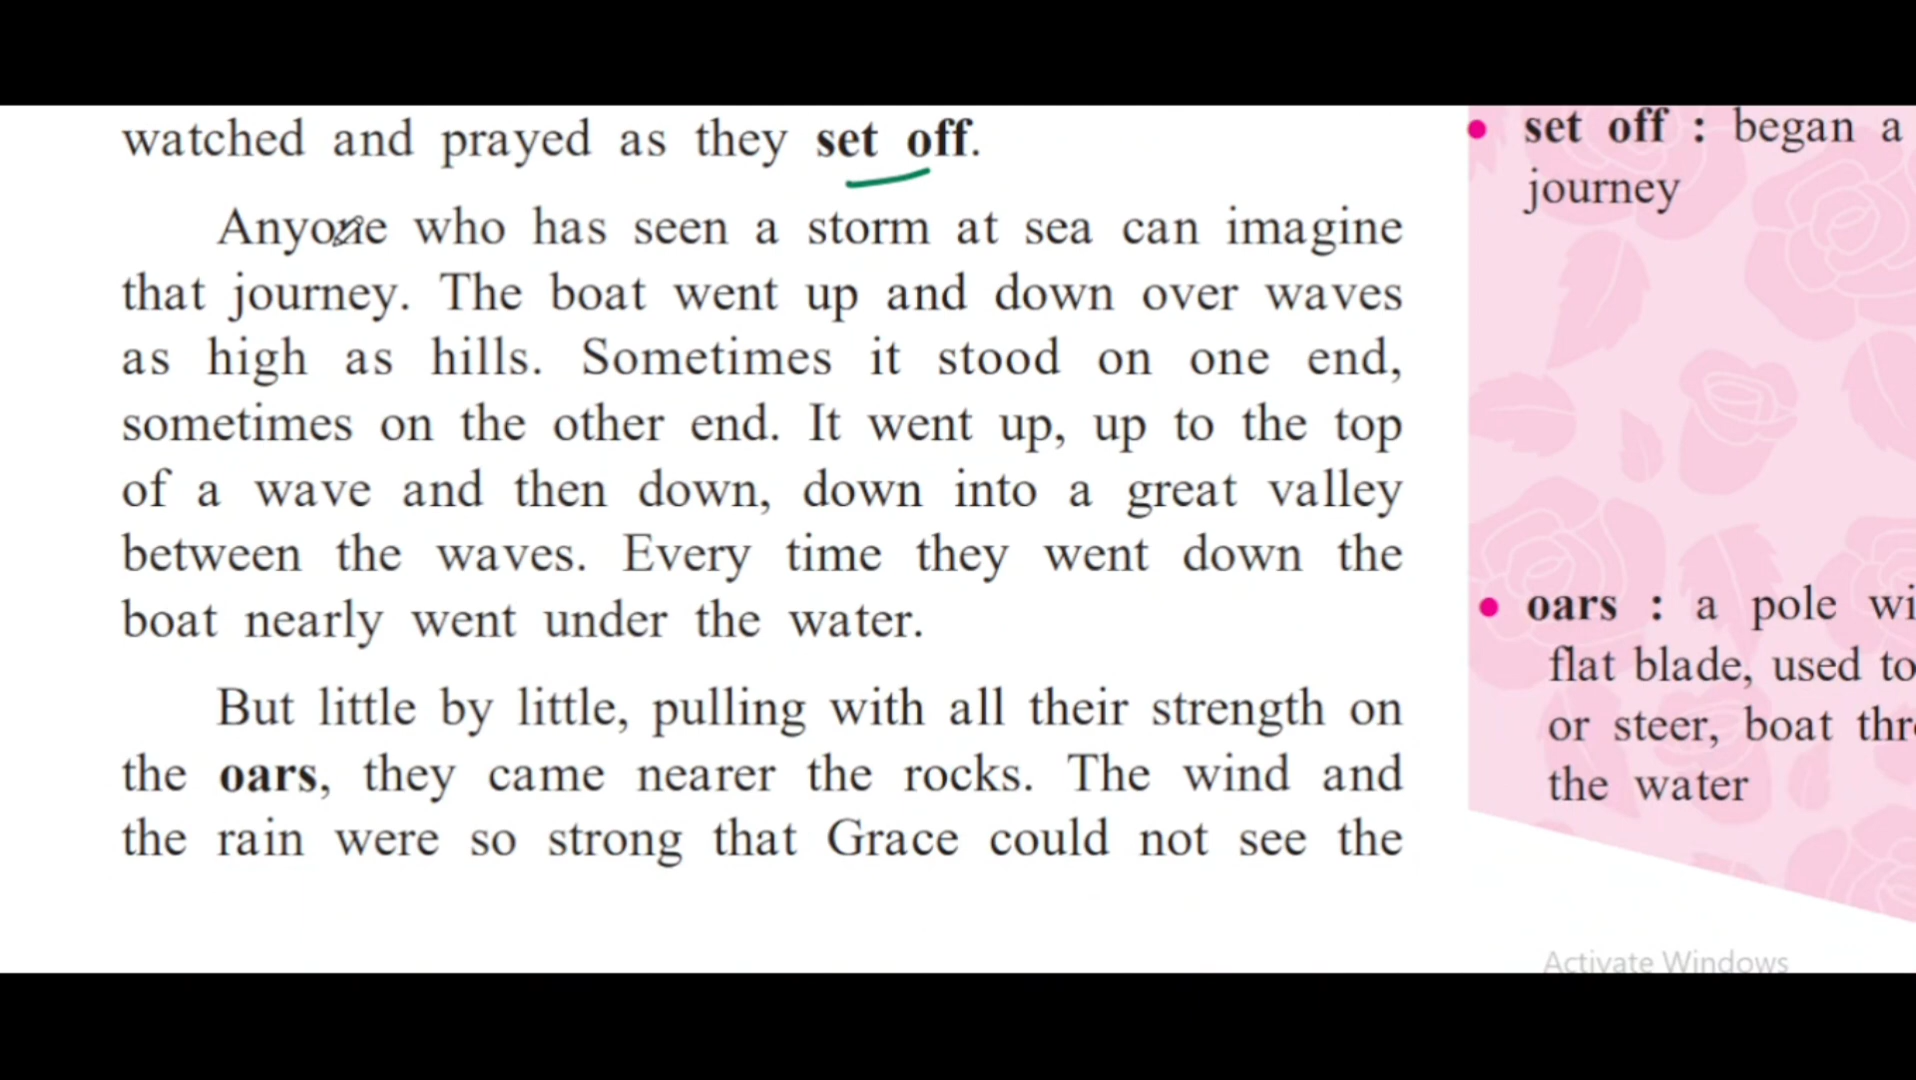 watched and prayed as they set off.
Anyone who has seen a storm at sea can imagine
that journey. The boat went up and down over waves
as high as hills. Sometimes it stood on one end,
sometimes on the other end. It went up, up to the top
of a wave and then down, down into a great valley
between the waves. Every time they went down the
boat nearly went under the water.
But little by little, pulling with all their strength on
the oars, they came nearer the rocks. The wind and
the rain were so strong that Grace could not see the
• set off : began a
journey
• oars : a pole wi
flat blade, used to
or steer, boat thr
the water
Activate Windows